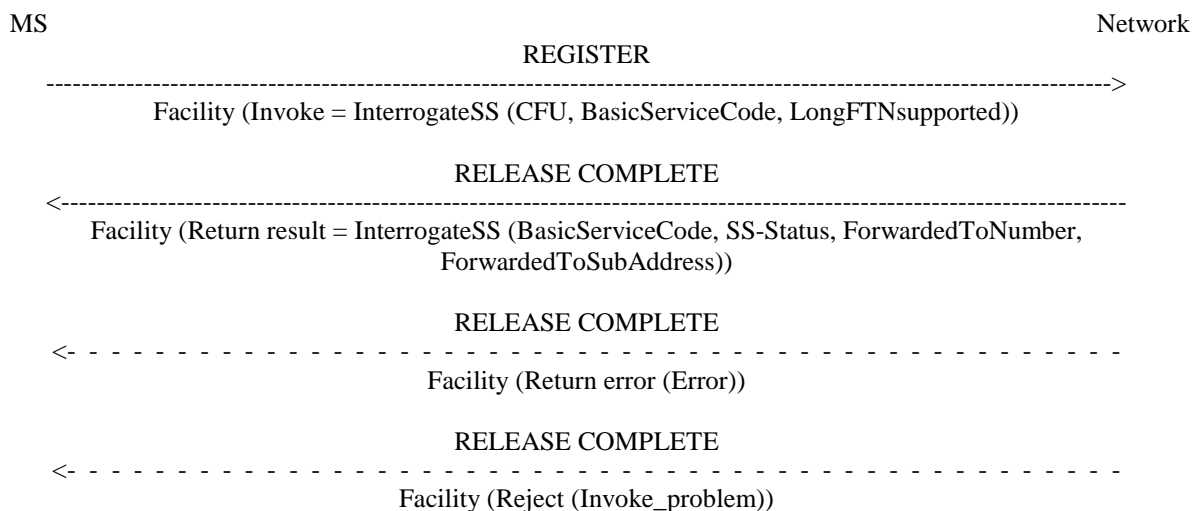 MS Network
REGISTER
------------------------------------------------------------------------------------------------------------------------>
Facility (Invoke = InterrogateSS (CFU, BasicServiceCode, LongFTNsupported))
RELEASE COMPLETE
<------------------------------------------------------------------------------------------------------------------------
Facility (Return result = InterrogateSS (BasicServiceCode, SS-Status, ForwardedToNumber,
ForwardedToSubAddress))
RELEASE COMPLETE
<- - - - - - - - - - - - - - - - - - - - - - - - - - - - - - - - - - - - - - - - - - - - - - - -
Facility (Return error (Error))
RELEASE COMPLETE
<- - - - - - - - - - - - - - - - - - - - - - - - - - - - - - - - - - - - - - - - - - - - - - - -
Facility (Reject (Invoke_problem))